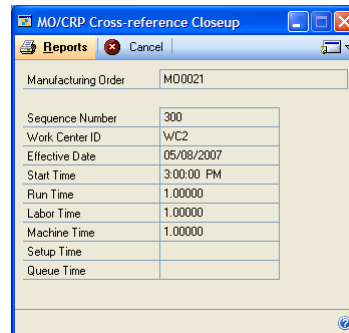 MO/CRP Cross-reference Closeup
Reports Cancel
Manufacturing Order MO0021
Sequence Number 300
Work Center ID WC2
Effective Date 05/08/2007
Start Time 3:00:00 PM
Run Time 1.00000
Labor Time 1.00000
Machine Time 1.00000
Setup Time
Queue Time